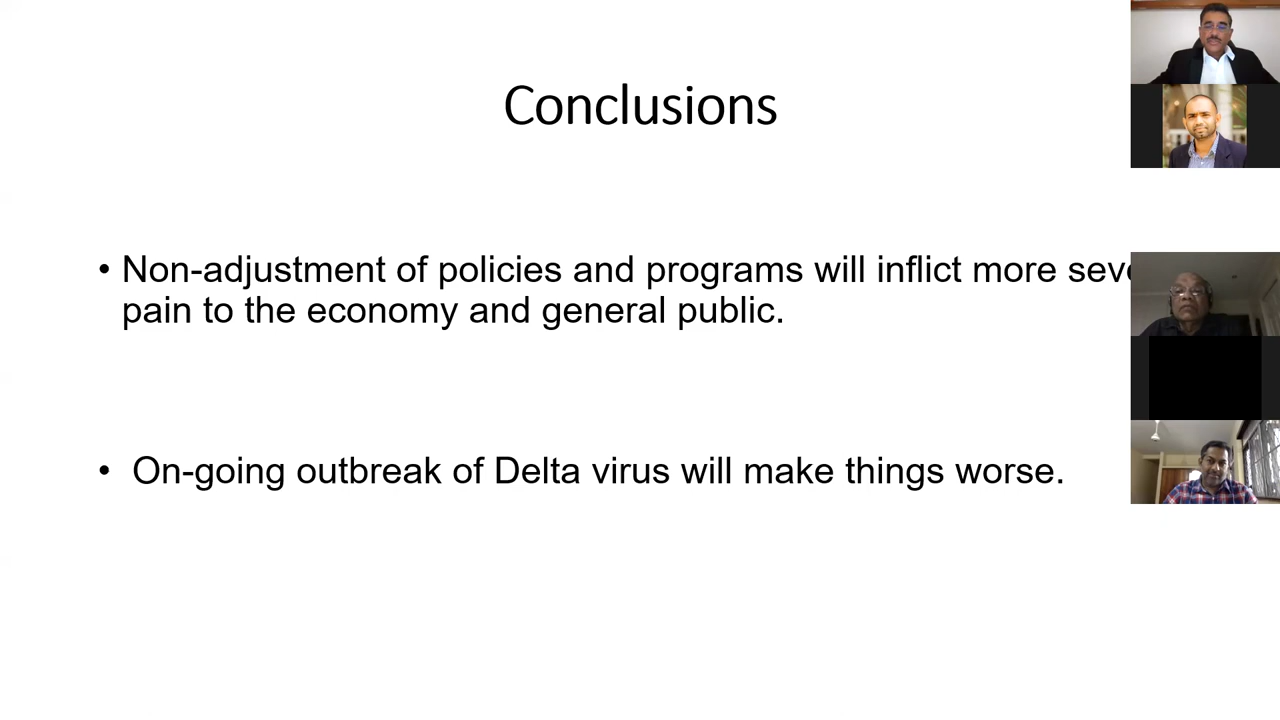 Conclusions
• Non-adjustment of policies and programs will inflict more
pain to the economy and general public.
• On-going outbreak of Delta virus will make things worse.